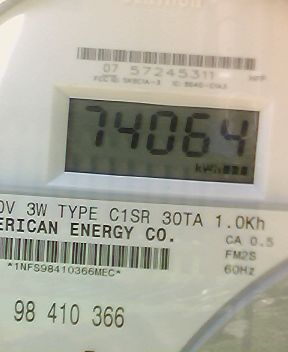 07 57245311
HFP
74064
kWh
0V 3W TYPE C1SR 30TA 1.0Kh
ERICAN ENERGY CO.
CA 0.5
*1NFS98410366MEC*
FM2S
60Hz
98 410 366